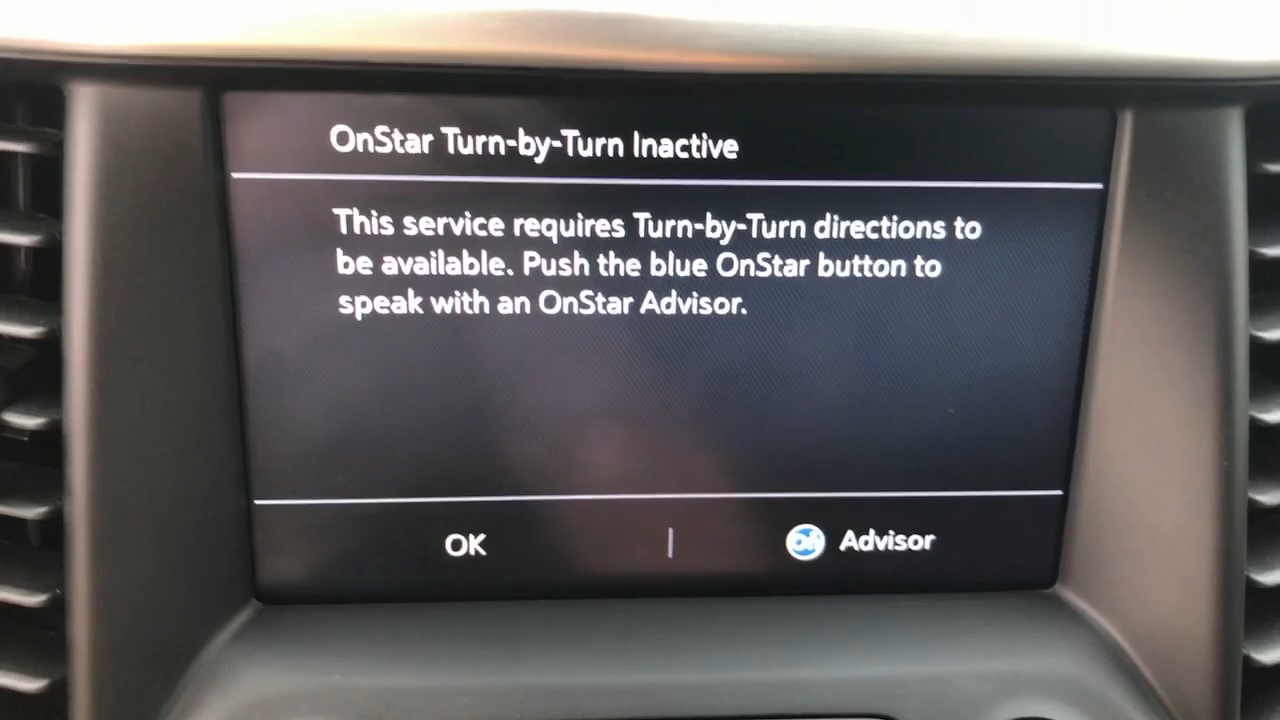 OnStar Turn-by-Turn Inactive
This service requires Turn-by-Turn directions to
be available. Push the blue OnStar button to
speak with an OnStar Advisor.
OK | On Advisor